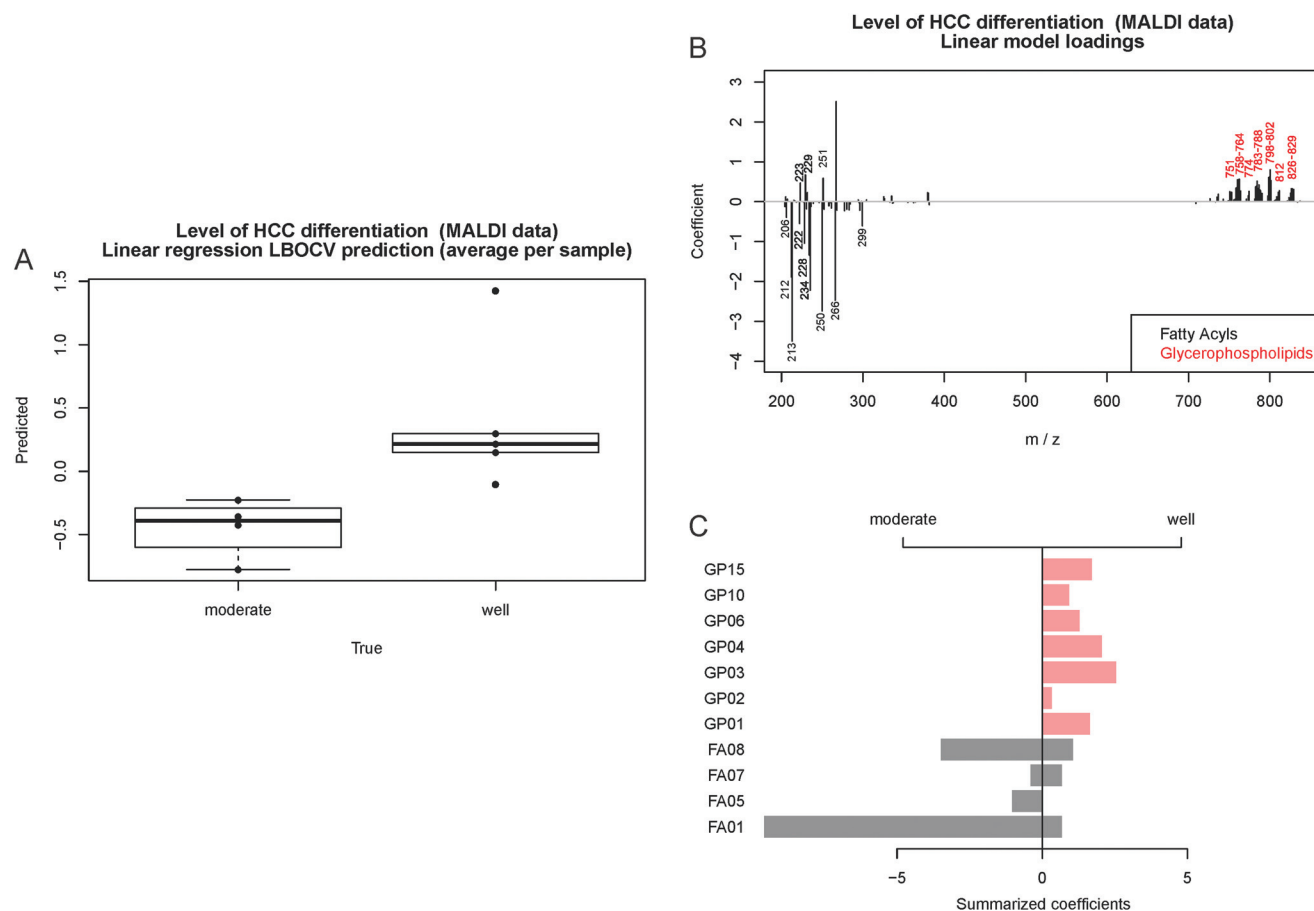 A
Level of HCC differentiation (MALDI data)
Linear regression LBOCV prediction (average per sample)
Predicted
1.5
1.0
0.5
0.0
−0.5
moderate
well
True
B
Level of HCC differentiation (MALDI data)
Linear model loadings
Coefficient
3
2
1
0
−1
−2
−3
−4
206
212
213
222
223
228
229
234
250
251
266
299
751
758-764
774
783-788
798-802
812
826-829
Fatty Acyls
Glycerophospholipids
200
300
400
500
600
700
800
m / z
C
moderate
well
GP15
GP10
GP06
GP04
GP03
GP02
GP01
FA08
FA07
FA05
FA01
−5
0
5
Summarized coefficients